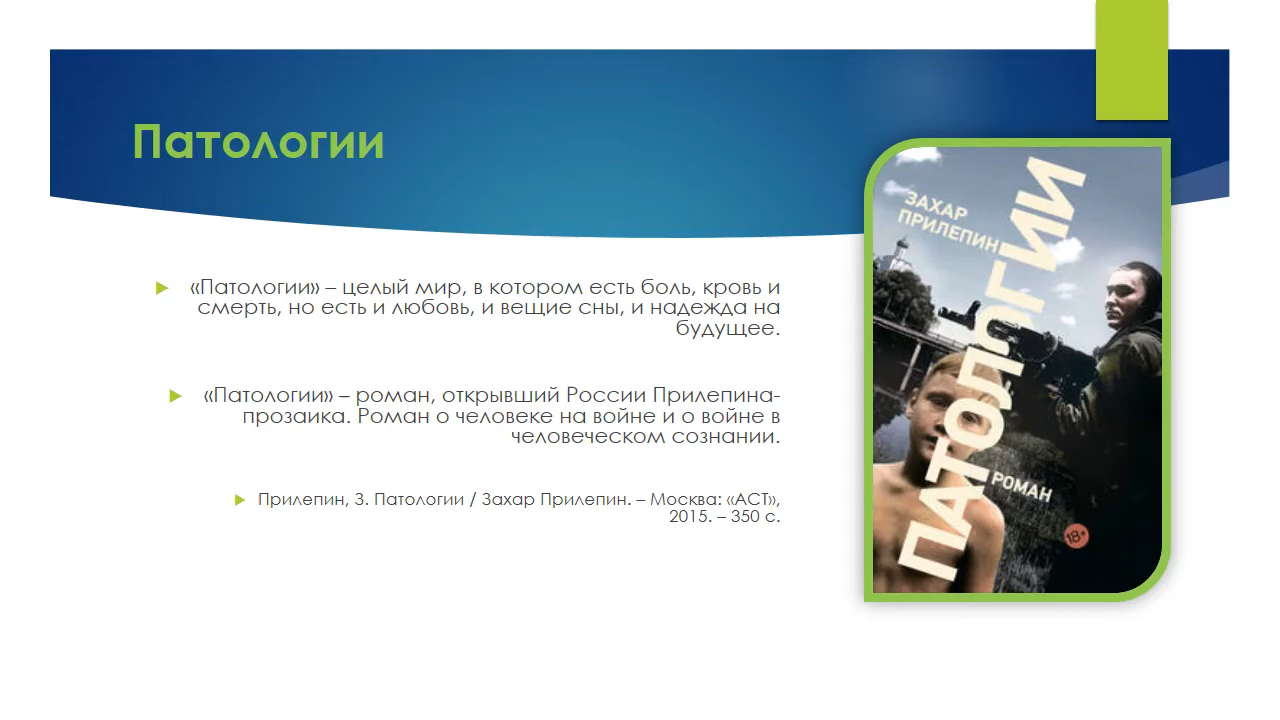 Патологии
«Патологии» – целый мир, в котором есть боль, кровь и
смерть, но есть и любовь, и вещие сны, и надежда на
будущее.
«Патологии» – роман, открывший России Прилепина-
прозаика. Роман о человеке на войне и о войне в
человеческом сознании.
Прилепин, З. Патологии / Захар Прилепин. – Москва: «АСТ»,
2015. – 350 с.
ЗАХАР
ПРИЛЕПИН
ПАТОЛОГИИ
РОМАН
18+